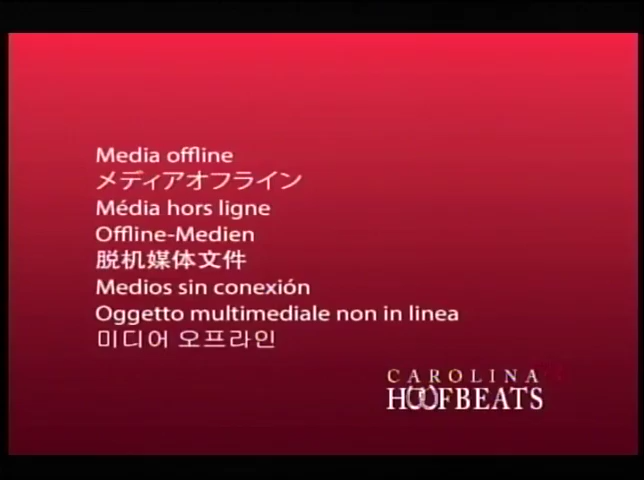 Media offline
メディアオフライン
Média hors ligne
Offline-Medien
脱机媒体文件
Medios sin conexión
Oggetto multimediale non in linea
미디어 오프라인
CAROLINA
HOOFBEATS